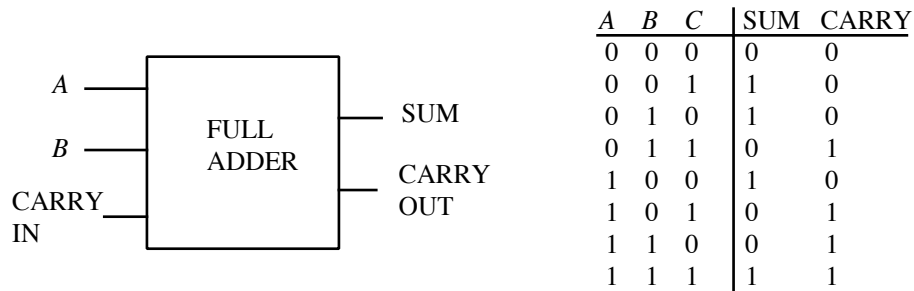 A
B
CARRY
IN
FULL
ADDER
SUM
CARRY
OUT
A B C SUM CARRY
0 0 0 0 0
0 0 1 1 0
0 1 0 1 0
0 1 1 0 1
1 0 0 1 0
1 0 1 0 1
1 1 0 0 1
1 1 1 1 1